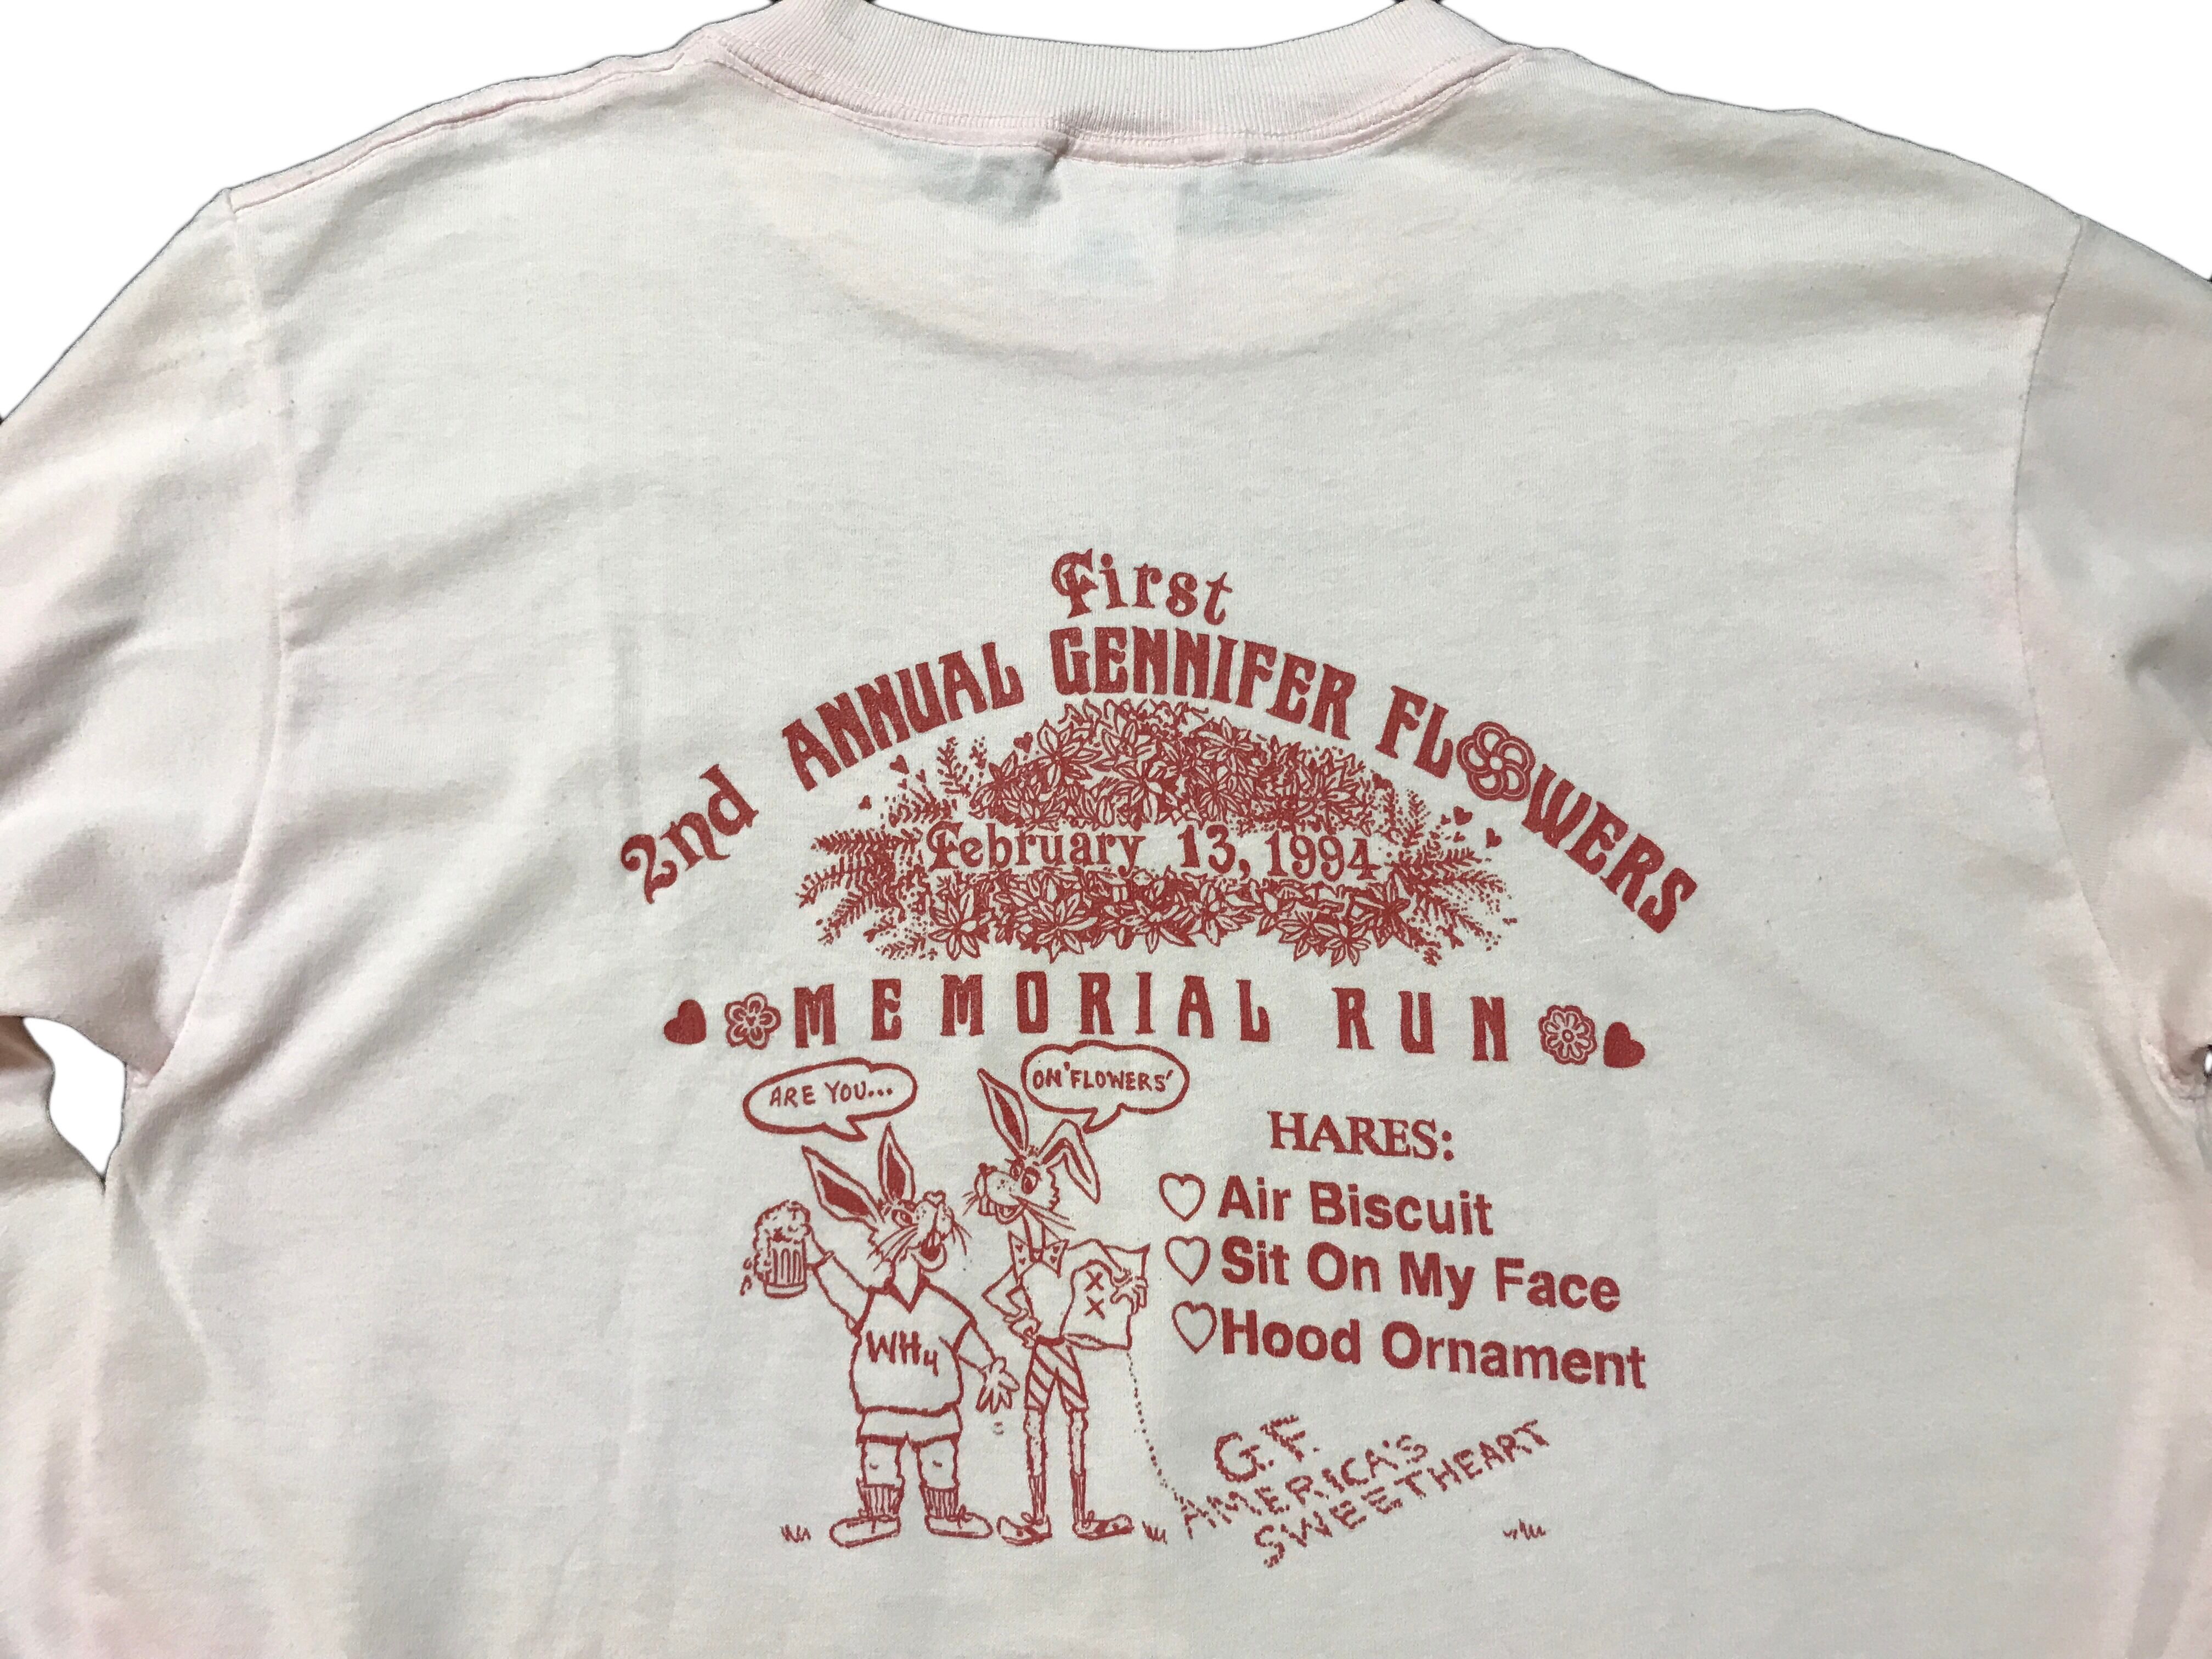 First
2nd ANNUAL GENNIFER FLOWERS
February 13, 1994
MEMORIAL RUN
ARE YOU...
ON 'FLOWERS'
HARES:
Air Biscuit
Sit On My Face
Hood Ornament
XX
WH4
G.F.
AMERICA'S
SWEETHEART